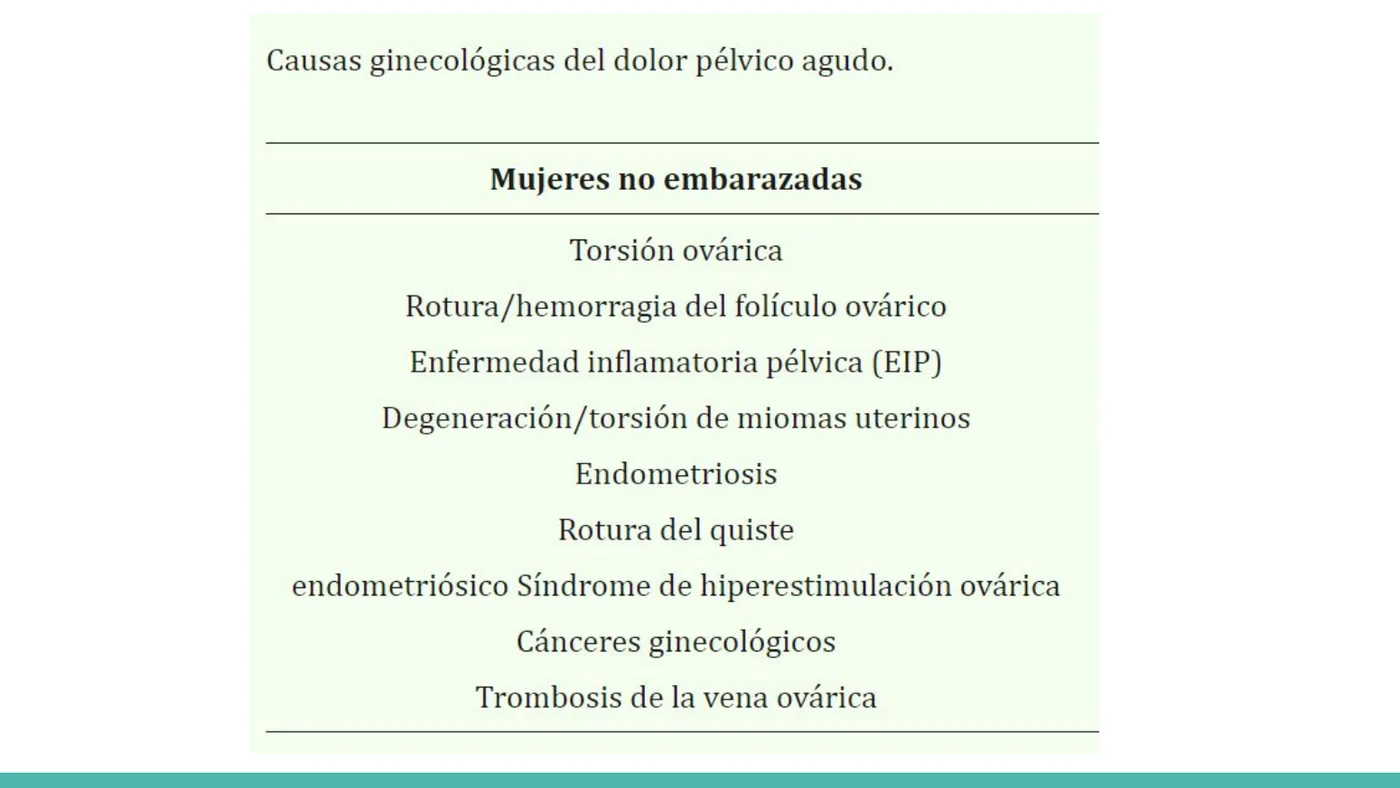 Causas ginecológicas del dolor pélvico agudo.
Mujeres no embarazadas
Torsión ovárica
Rotura/hemorragia del folículo ovárico
Enfermedad inflamatoria pélvica (EIP)
Degeneración/torsión de miomas uterinos
Endometriosis
Rotura del quiste
endometriósico Síndrome de hiperestimulación ovárica
Cánceres ginecológicos
Trombosis de la vena ovárica